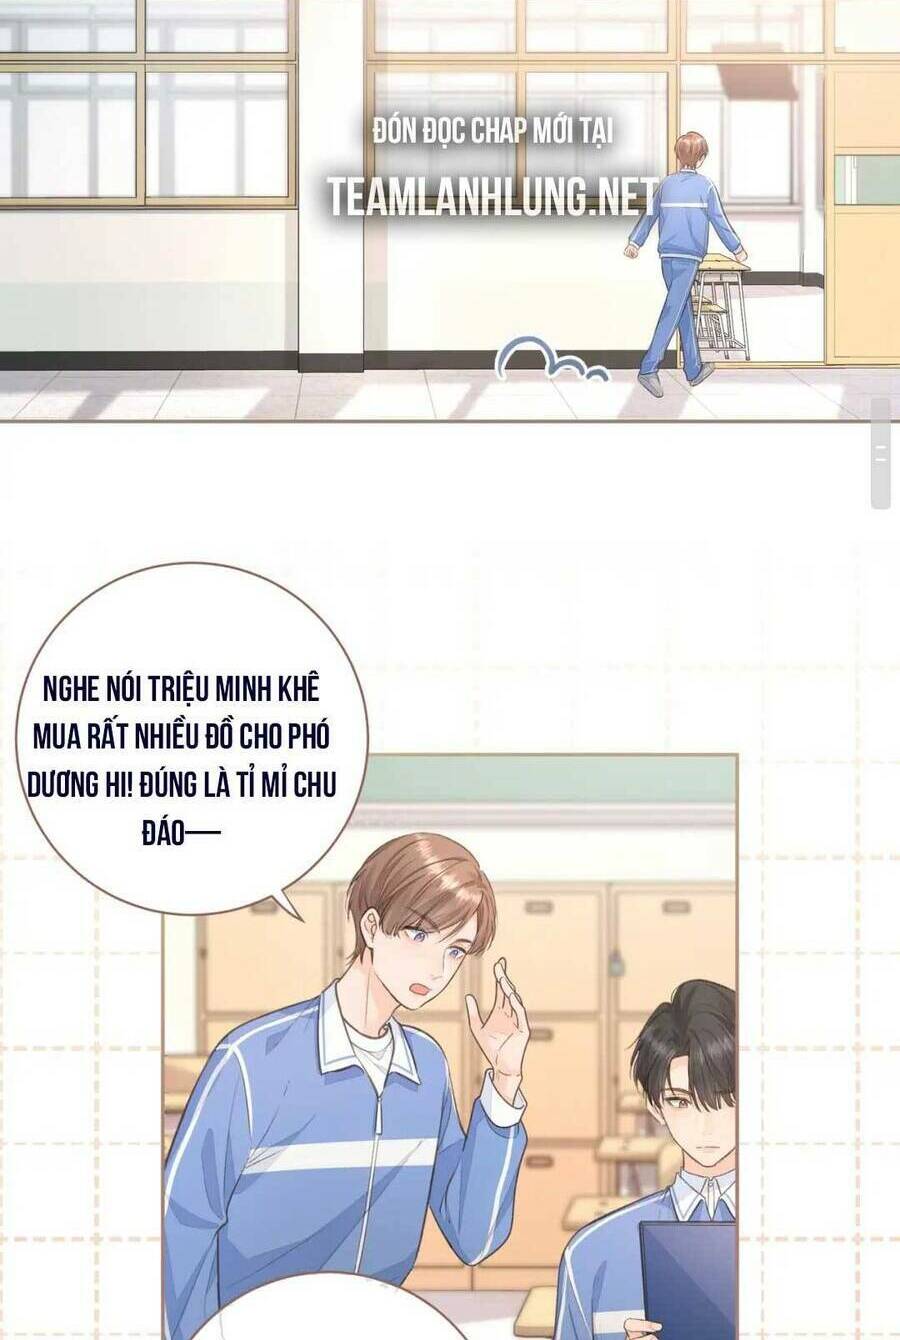 ĐÓN ĐỌC CHAP MỚI TẠI
TEAMLANHLUNG.NET
NGHE NÓI TRIỆU MINH KHÊ
MUA RẤT NHIỀU ĐỒ CHO PHÓ
DƯƠNG HI! ĐÚNG LÀ TỈ MỈ CHU
ĐÁO—